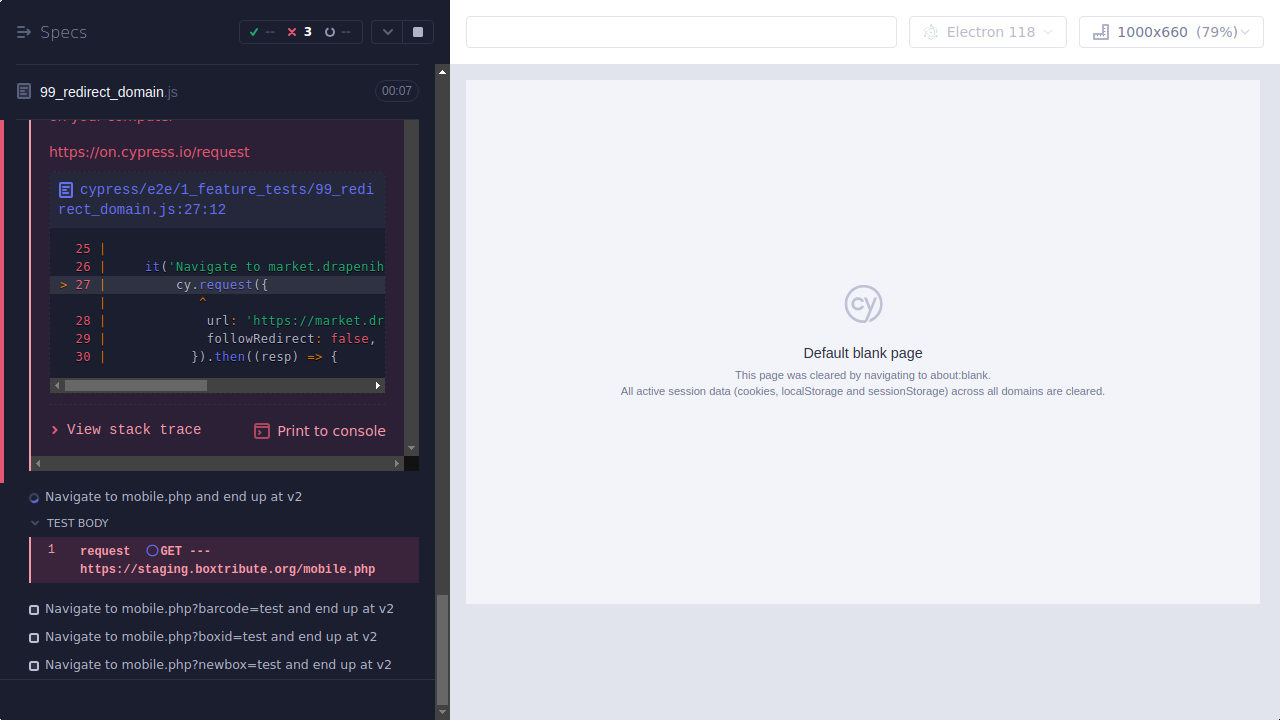 Specs
-- 3 --
Electron 118
1000x660 (79%)
99_redirect_domain.js
00:07
on your computer
https://on.cypress.io/request
cypress/e2e/1_feature_tests/99_redi
rect_domain.js:27:12
25 |
26 | it('Navigate to market.drapenih
> 27 | cy.request({
| ^
28 | url: 'https://market.dr
29 | followRedirect: false,
30 | }).then((resp) => {
View stack trace
Print to console
Navigate to mobile.php and end up at v2
TEST BODY
1 request GET ---
https://staging.boxtribute.org/mobile.php
Navigate to mobile.php?barcode=test and end up at v2
Navigate to mobile.php?boxid=test and end up at v2
Navigate to mobile.php?newbox=test and end up at v2
cy
Default blank page
This page was cleared by navigating to about:blank.
All active session data (cookies, localStorage and sessionStorage) across all domains are cleared.